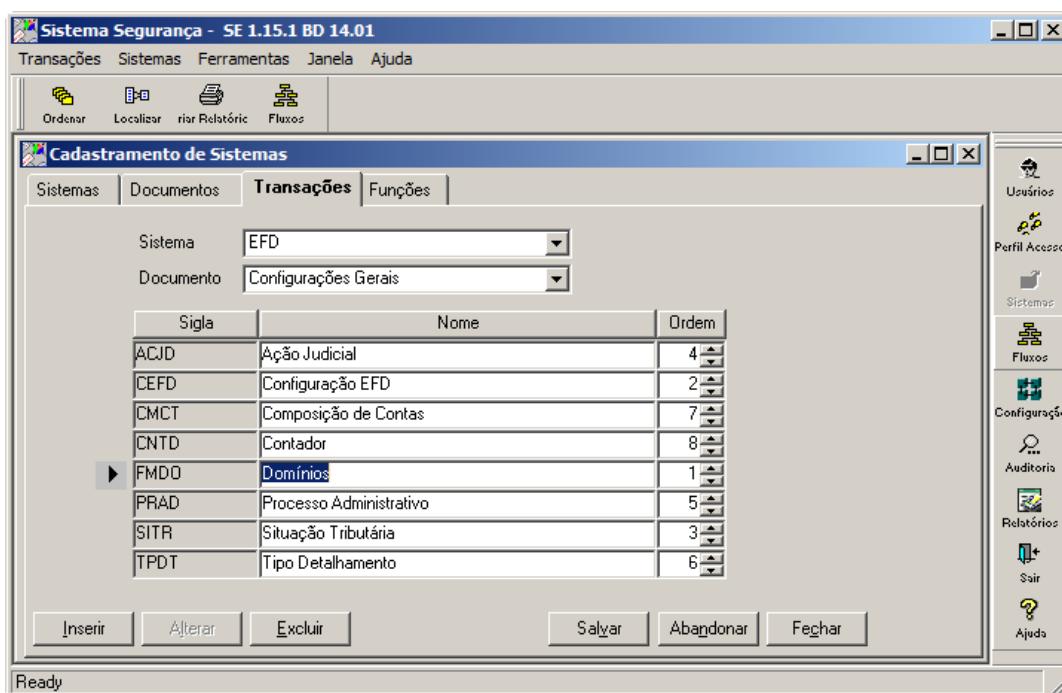 Sistema Segurança - SE 1.15.1 BD 14.01
Transações Sistemas Ferramentas Janela Ajuda
Ordenar Localizar riar Relatóric Fluxos
Cadastramento de Sistemas
Sistemas Documentos Transações Funções
Sistema EFD
Documento Configurações Gerais
Sigla Nome Ordem
ACJD Ação Judicial 4
CEFD Configuração EFD 2
CMCT Composição de Contas 7
CNTD Contador 8
FMDO Domínios 1
PRAD Processo Administrativo 5
SITR Situação Tributária 3
TPDT Tipo Detalhamento 6
Inserir Alterar Excluir Salvar Abandonar Fechar
Usuários
Perfil Acesso
Sistemas
Fluxos
Configuraçõ
Auditoria
Relatórios
Sair
Ajuda
Ready